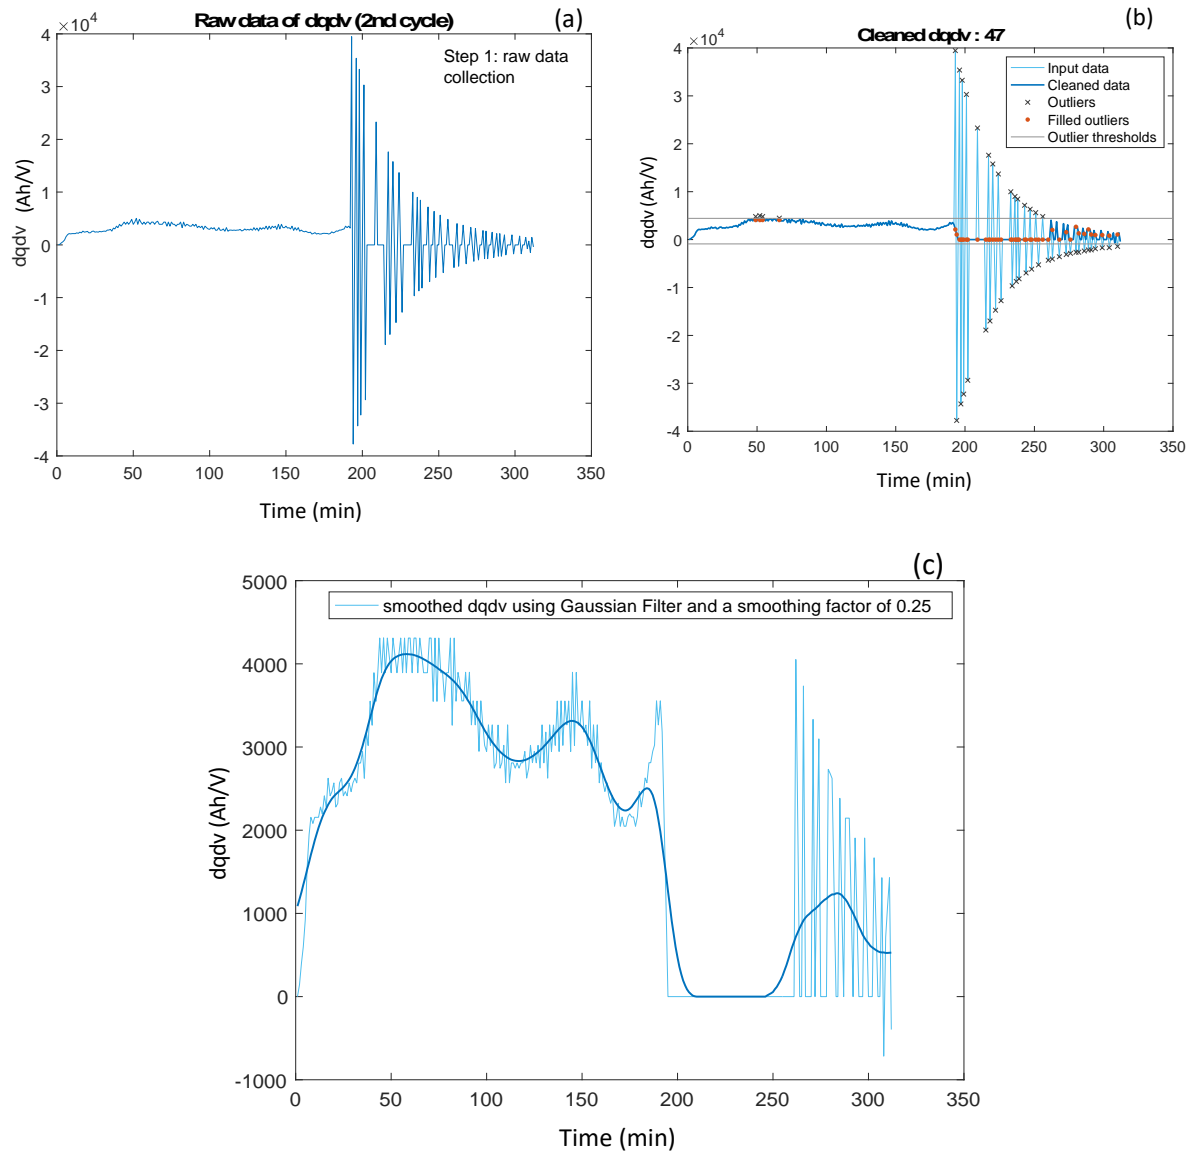 Raw data of dqdv (2nd cycle)
(a)
×10^4
Step 1: raw data
collection
4
3
2
1
0
-1
-2
-3
-4
dqdv (Ah/V)
0 50 100 150 200 250 300 350
Time (min)
(b)
Cleaned dqdv : 47
×10^4
Input data
Cleaned data
Outliers
Filled outliers
Outlier thresholds
4
3
2
1
0
-1
-2
-3
-4
dqdv (Ah/V)
0 50 100 150 200 250 300 350
Time (min)
(c)
smoothed dqdv using Gaussian Filter and a smoothing factor of 0.25
5000
4000
3000
2000
1000
0
-1000
dqdv (Ah/V)
0 50 100 150 200 250 300 350
Time (min)